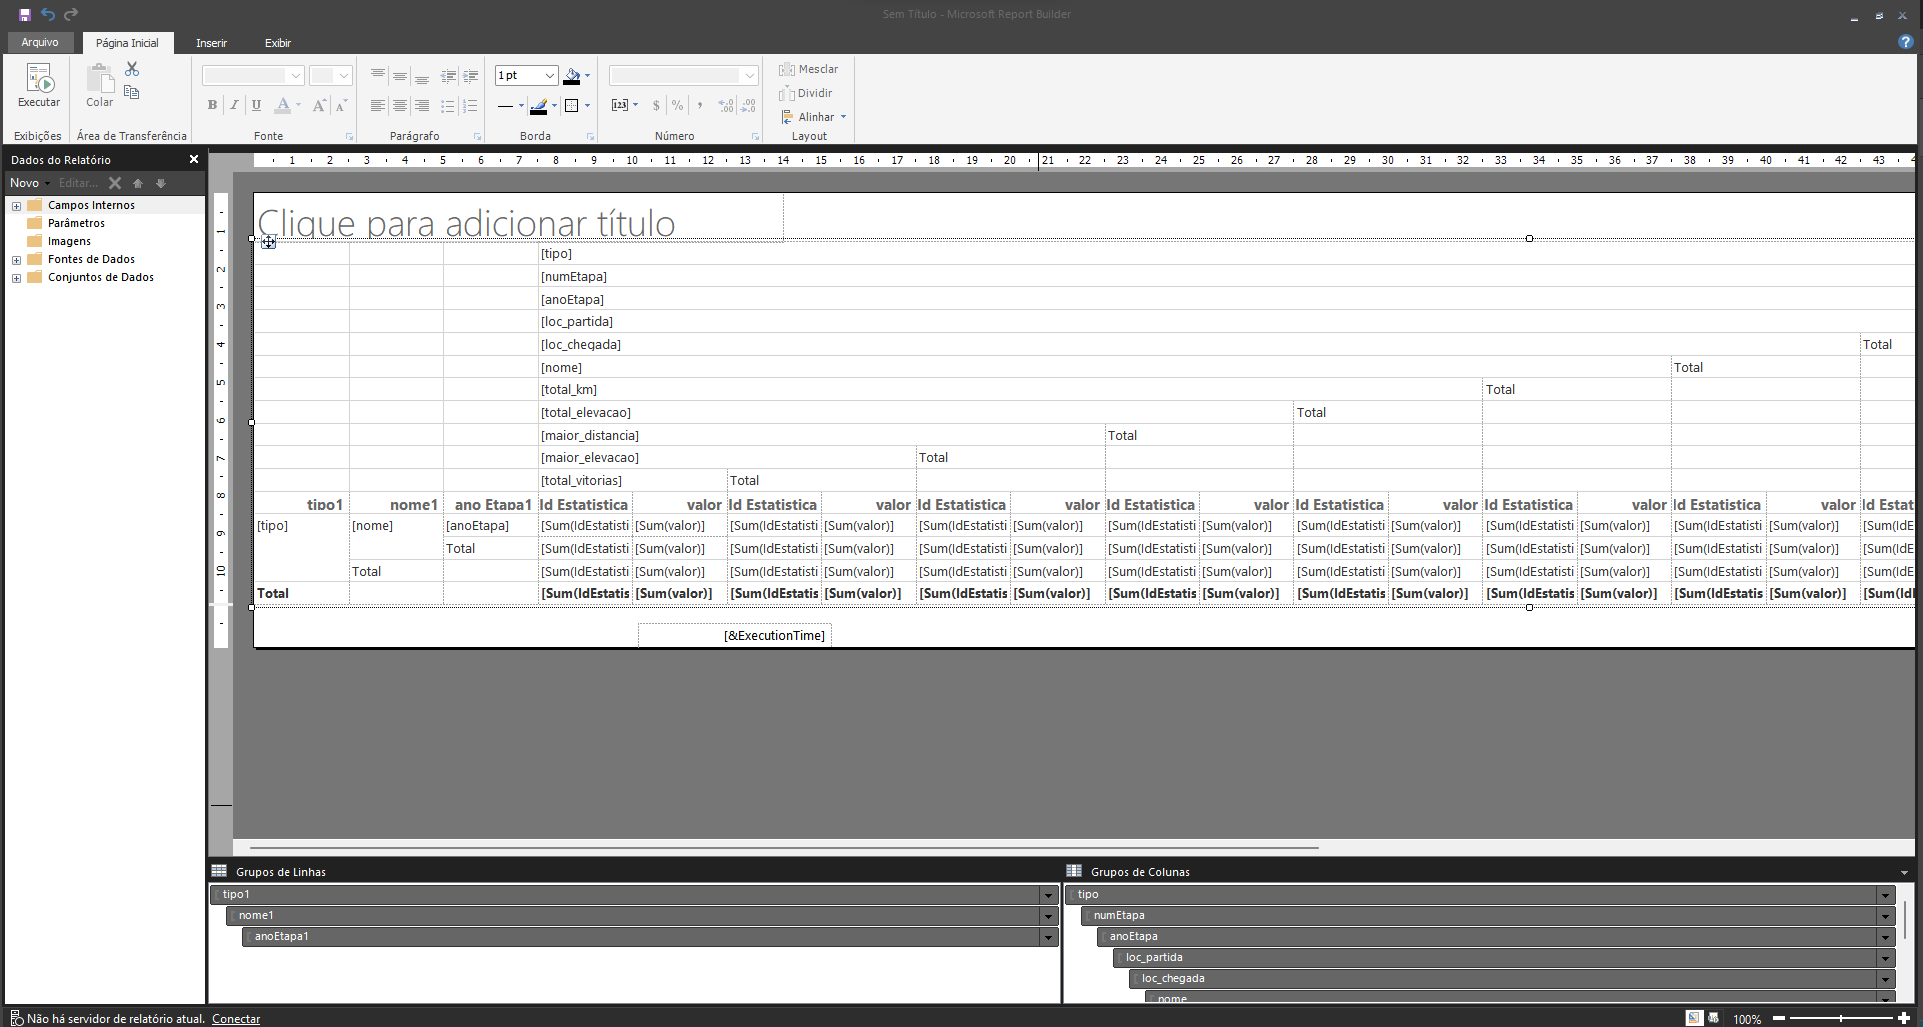 Sem Título - Microsoft Report Builder
Arquivo Página Inicial Inserir Exibir
Executar
Colar
1 pt
B I U A A A
123 $ % ,
Mesclar
Dividir
Alinhar
Exibições Área de Transferência Fonte Parágrafo Borda Número Layout
Dados do Relatório
Novo Editar...
Campos Internos
Parâmetros
Imagens
Fontes de Dados
Conjuntos de Dados
1 2 3 4 5 6 7 8 9 10 11 12 13 14 15 16 17 18 19 20 21 22 23 24 25 26 27 28 29 30 31 32 33 34 35 36 37 38 39 40 41 42 43 4
1
2
3
4
5
6
7
8
9
10
Clique para adicionar título
[tipo]
[numEtapa]
[anoEtapa]
[loc_partida]
[loc_chegada] Total
[nome] Total
[total_km] Total
[total_elevacao] Total
[maior_distancia] Total
[maior_elevacao] Total
[total_vitorias] Total
tipo1 nome1 ano Etapa1 Id Estatistica valor Id Estatistica valor Id Estatistica valor Id Estatistica valor Id Estatistica valor Id Estatistica valor Id Estatistica valor Id Estat
[tipo] [nome] [anoEtapa] [Sum(IdEstatisti [Sum(valor)] [Sum(IdEstatisti [Sum(valor)] [Sum(IdEstatisti [Sum(valor)] [Sum(IdEstatisti [Sum(valor)] [Sum(IdEstatisti [Sum(valor)] [Sum(IdEstatisti [Sum(valor)] [Sum(IdEstatisti [Sum(valor)] [Sum(IdE
Total [Sum(IdEstatisti [Sum(valor)] [Sum(IdEstatisti [Sum(valor)] [Sum(IdEstatisti [Sum(valor)] [Sum(IdEstatisti [Sum(valor)] [Sum(IdEstatisti [Sum(valor)] [Sum(IdEstatisti [Sum(valor)] [Sum(IdEstatisti [Sum(valor)] [Sum(IdE
Total [Sum(IdEstatisti [Sum(valor)] [Sum(IdEstatisti [Sum(valor)] [Sum(IdEstatisti [Sum(valor)] [Sum(IdEstatisti [Sum(valor)] [Sum(IdEstatisti [Sum(valor)] [Sum(IdEstatisti [Sum(valor)] [Sum(IdEstatisti [Sum(valor)] [Sum(IdE
Total [Sum(IdEstatis [Sum(valor)] [Sum(IdEstatis [Sum(valor)] [Sum(IdEstatis [Sum(valor)] [Sum(IdEstatis [Sum(valor)] [Sum(IdEstatis [Sum(valor)] [Sum(IdEstatis [Sum(valor)] [Sum(IdEstatis [Sum(valor)] [Sum(Id
[&ExecutionTime]
Grupos de Linhas
tipo1
nome1
anoEtapa1
Grupos de Colunas
tipo
numEtapa
anoEtapa
loc_partida
loc_chegada
nome
Não há servidor de relatório atual. Conectar
100%